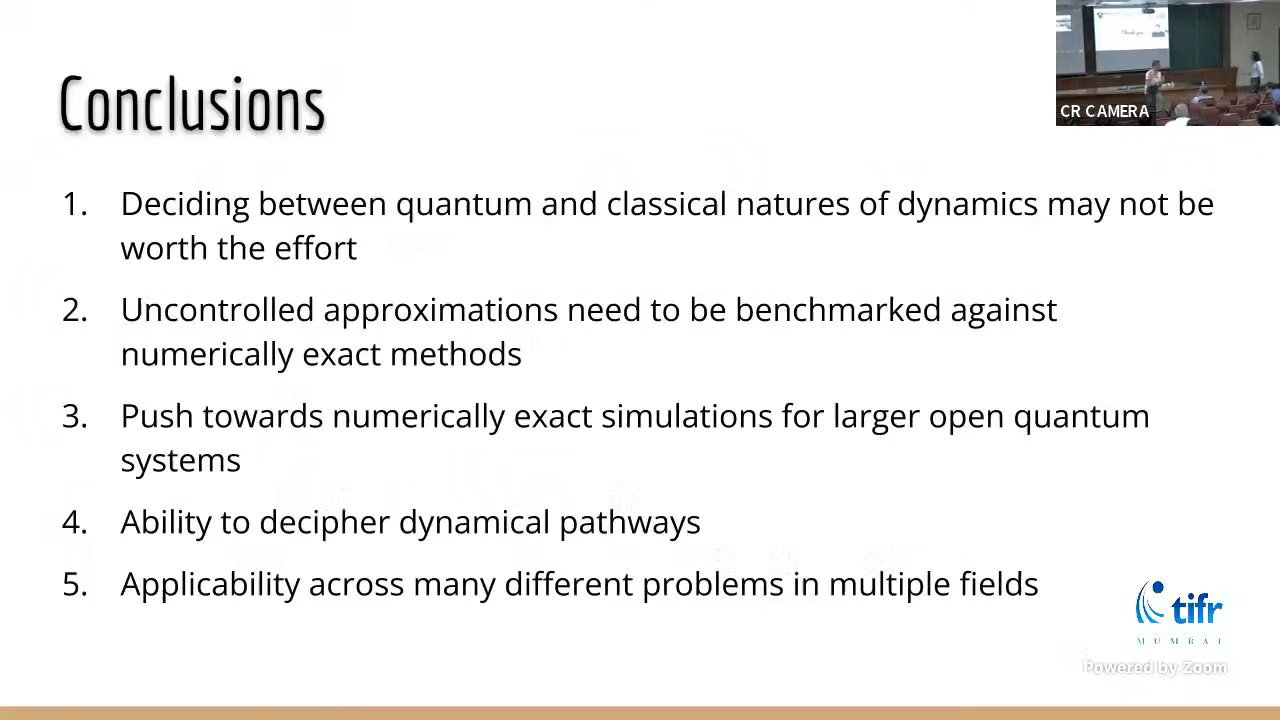 Conclusions
CR CAMERA
1. Deciding between quantum and classical natures of dynamics may not be
worth the effort
2. Uncontrolled approximations need to be benchmarked against
numerically exact methods
3. Push towards numerically exact simulations for larger open quantum
systems
4. Ability to decipher dynamical pathways
5. Applicability across many different problems in multiple fields
tifr
MUMBAI
Powered by Zoom